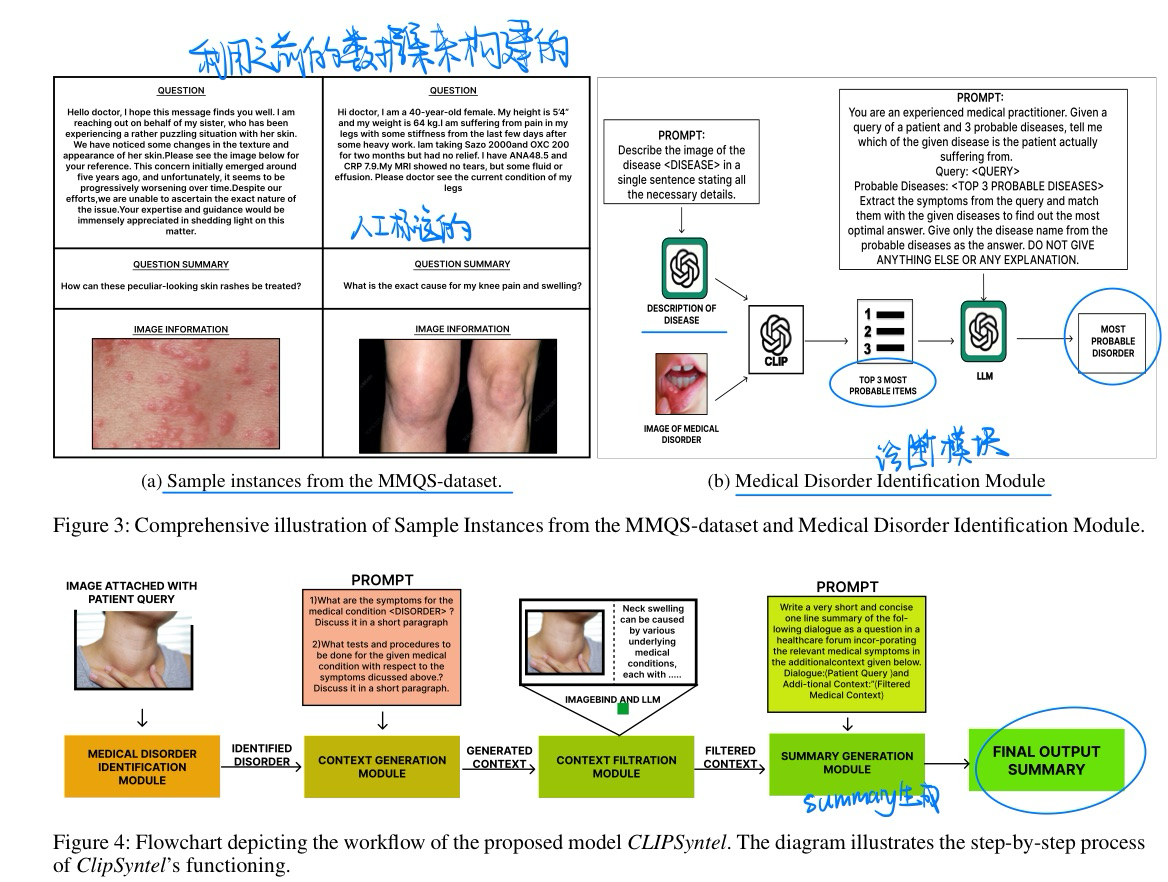 利用之前的数据集来构建的
QUESTION
Hello doctor, I hope this message finds you well. I am
reaching out on behalf of my sister, who has been
experiencing a rather puzzling situation with her skin.
We have noticed some changes in the texture and
appearance of her skin.Please see the image below for
your reference. This concern initially emerged around
five years ago, and unfortunately, it seems to be
progressively worsening over time.Despite our
efforts,we are unable to ascertain the exact nature of
the issue.Your expertise and guidance would be
immensely appreciated in shedding light on this
matter.
QUESTION
Hi doctor, I am a 40-year-old female. My height is 5'4"
and my weight is 64 kg.I am suffering from pain in my
legs with some stiffness from the last few days after
some heavy work. Iam taking Sazo 2000and OXC 200
for two months but had no relief. I have ANA48.5 and
CRP 7.9.My MRI showed no tears, but some fluid or
effusion. Please doctor see the current condition of my
legs
人工标注的
QUESTION SUMMARY
How can these peculiar-looking skin rashes be treated?
QUESTION SUMMARY
What is the exact cause for my knee pain and swelling?
IMAGE INFORMATION
IMAGE INFORMATION
(a) Sample instances from the MMQS-dataset.
PROMPT:
Describe the image of the
disease <DISEASE> in a
single sentence stating all
the necessary details.
PROMPT:
You are an experienced medical practitioner. Given a
query of a patient and 3 probable diseases, tell me
which of the given disease is the patient actually
suffering from.
Query: <QUERY>
Probable Diseases: <TOP 3 PROBABLE DISEASES>
Extract the symptoms from the query and match
them with the given diseases to find out the most
optimal answer. Give only the disease name from the
probable diseases as the answer. DO NOT GIVE
ANYTHING ELSE OR ANY EXPLANATION.
DESCRIPTION OF
DISEASE
IMAGE OF MEDICAL
DISORDER
CLIP
1
2
3
TOP 3 MOST
PROBABLE ITEMS
LLM
MOST
PROBABLE
DISORDER
诊断模块
(b) Medical Disorder Identification Module
Figure 3: Comprehensive illustration of Sample Instances from the MMQS-dataset and Medical Disorder Identification Module.
IMAGE ATTACHED WITH
PATIENT QUERY
MEDICAL DISORDER
IDENTIFICATION
MODULE
IDENTIFIED
DISORDER
PROMPT
1)What are the symptoms for the
medical condition <DISORDER> ?
Discuss it in a short paragraph
2)What tests and procedures to
be done for the given medical
condition with respect to the
symptoms dicussed above.?
Discuss it in a short paragraph.
CONTEXT GENERATION
MODULE
GENERATED
CONTEXT
Neck swelling
can be caused
by various
underlying
medical
conditions,
each with .....
IMAGEBIND AND LLM
CONTEXT FILTRATION
MODULE
FILTERED
CONTEXT
PROMPT
Write a very short and concise
one line summary of the fol-
lowing dialogue as a question in a
healthcare forum incor-porating
the relevant medical symptoms in
the additionalcontext given below.
Dialogue:(Patient Query )and
Addi-tional Context:"(Filtered
Medical Context)
SUMMARY GENERATION
MODULE
summary生成
FINAL OUTPUT
SUMMARY
Figure 4: Flowchart depicting the workflow of the proposed model CLIPSyntel. The diagram illustrates the step-by-step process
of ClipSyntel's functioning.